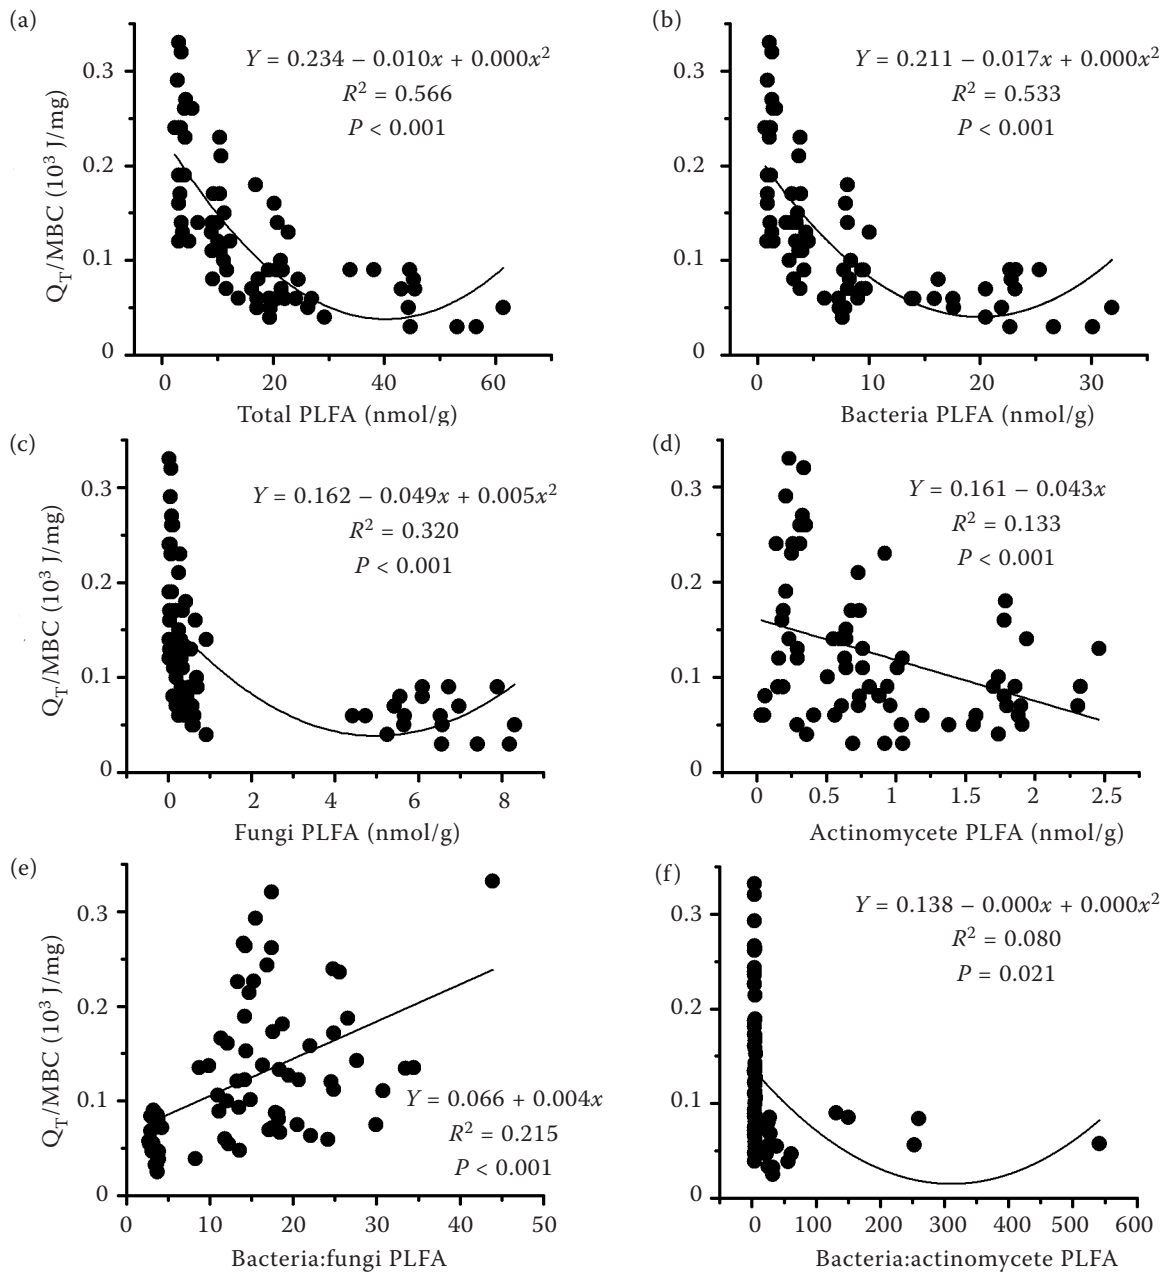 (a)
Y = 0.234 – 0.010x + 0.000x²
R² = 0.566
P < 0.001
Q_T/MBC (10³ J/mg)
0.3
0.2
0.1
0
0 20 40 60
Total PLFA (nmol/g)
(b)
Y = 0.211 – 0.017x + 0.000x²
R² = 0.533
P < 0.001
0.3
0.2
0.1
0
0 10 20 30
Bacteria PLFA (nmol/g)
(c)
Y = 0.162 – 0.049x + 0.005x²
R² = 0.320
P < 0.001
Q_T/MBC (10³ J/mg)
0.3
0.2
0.1
0
0 2 4 6 8
Fungi PLFA (nmol/g)
(d)
Y = 0.161 – 0.043x
R² = 0.133
P < 0.001
0.3
0.2
0.1
0
0 0.5 1 1.5 2 2.5
Actinomycete PLFA (nmol/g)
(e)
Q_T/MBC (10³ J/mg)
0.3
0.2
0.1
0
Y = 0.066 + 0.004x
R² = 0.215
P < 0.001
0 10 20 30 40 50
Bacteria:fungi PLFA
(f)
Y = 0.138 – 0.000x + 0.000x²
R² = 0.080
P = 0.021
0.3
0.2
0.1
0
0 100 200 300 400 500 600
Bacteria:actinomycete PLFA